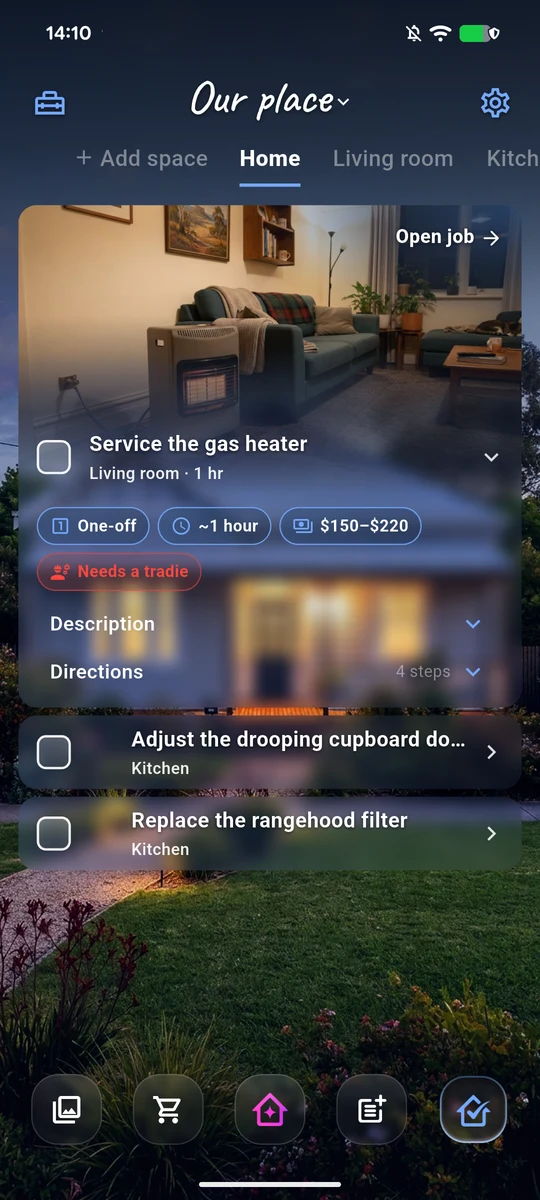 14:10
Our place
+ Add space
Home
Living room
Kitch
Open job →
Service the gas heater
Living room · 1 hr
One-off
~1 hour
$150–$220
Needs a tradie
Description
Directions
4 steps
Adjust the drooping cupboard do…
Kitchen
Replace the rangehood filter
Kitchen